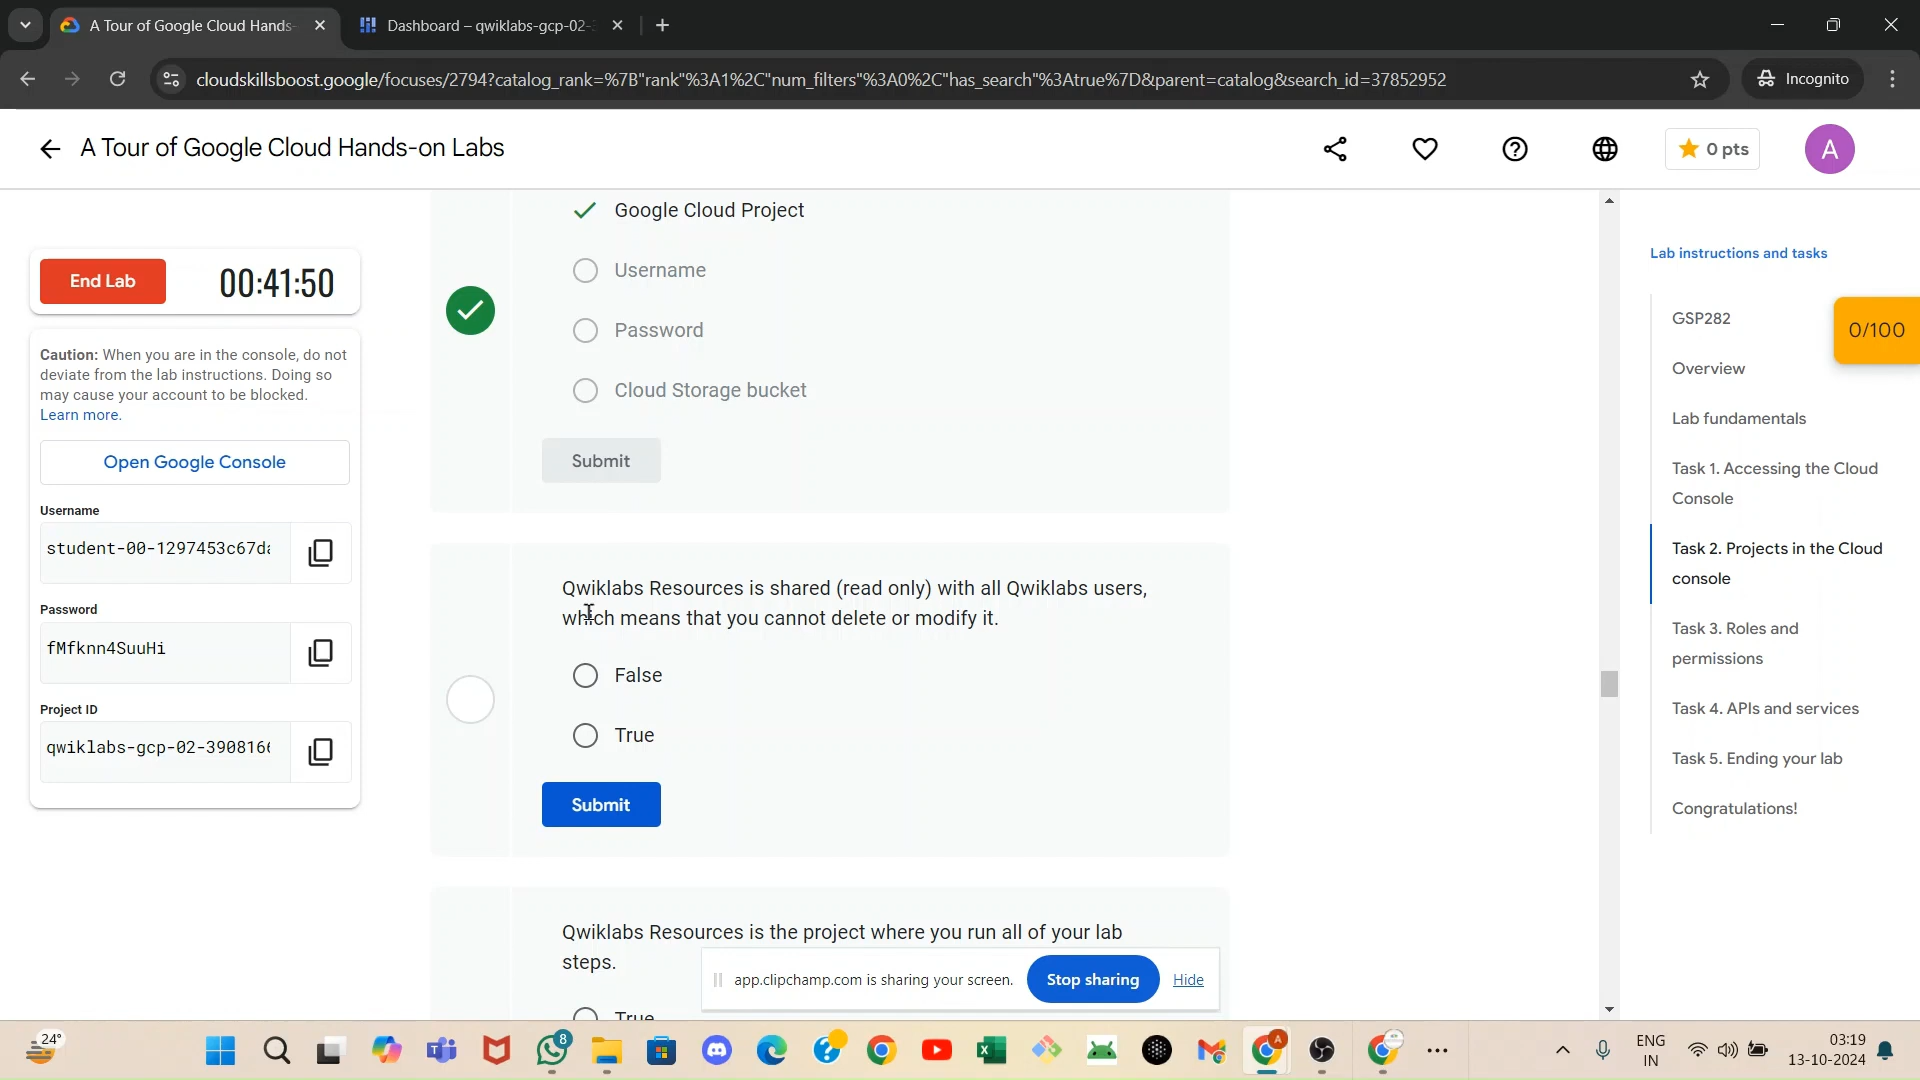 A Tour of Google Cloud Hands-
Dashboard – qwiklabs-gcp-02-
cloudskillsboost.google/focuses/2794?catalog_rank=%7B"rank"%3A1%2C"num_filters"%3A0%2C"has_search"%3Atrue%7D&parent=catalog&search_id=37852952
Incognito
A Tour of Google Cloud Hands-on Labs
0 pts
A
End Lab
00:41:50
Caution: When you are in the console, do not
deviate from the lab instructions. Doing so
may cause your account to be blocked.
Learn more.
Open Google Console
Username
student-00-1297453c67da
Password
fMfknn4SuuHi
Project ID
qwiklabs-gcp-02-3908166
Google Cloud Project
Username
Password
Cloud Storage bucket
Submit
Qwiklabs Resources is shared (read only) with all Qwiklabs users,
which means that you cannot delete or modify it.
False
True
Submit
Qwiklabs Resources is the project where you run all of your lab
steps.
True
app.clipchamp.com is sharing your screen.
Stop sharing
Hide
Lab instructions and tasks
GSP282
0/100
Overview
Lab fundamentals
Task 1. Accessing the Cloud
Console
Task 2. Projects in the Cloud
console
Task 3. Roles and
permissions
Task 4. APIs and services
Task 5. Ending your lab
Congratulations!
24°
8
A
ENG
IN
03:19
13-10-2024